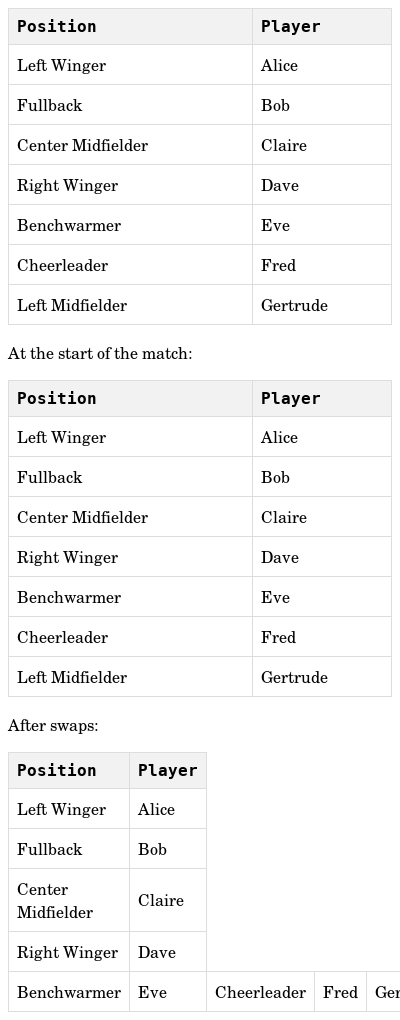 Position Player
Left Winger Alice
Fullback Bob
Center Midfielder Claire
Right Winger Dave
Benchwarmer Eve
Cheerleader Fred
Left Midfielder Gertrude
At the start of the match:
Position Player
Left Winger Alice
Fullback Bob
Center Midfielder Claire
Right Winger Dave
Benchwarmer Eve
Cheerleader Fred
Left Midfielder Gertrude
After swaps:
Position Player
Left Winger Alice
Fullback Bob
Center
Midfielder Claire
Right Winger Dave
Benchwarmer Eve Cheerleader Fred